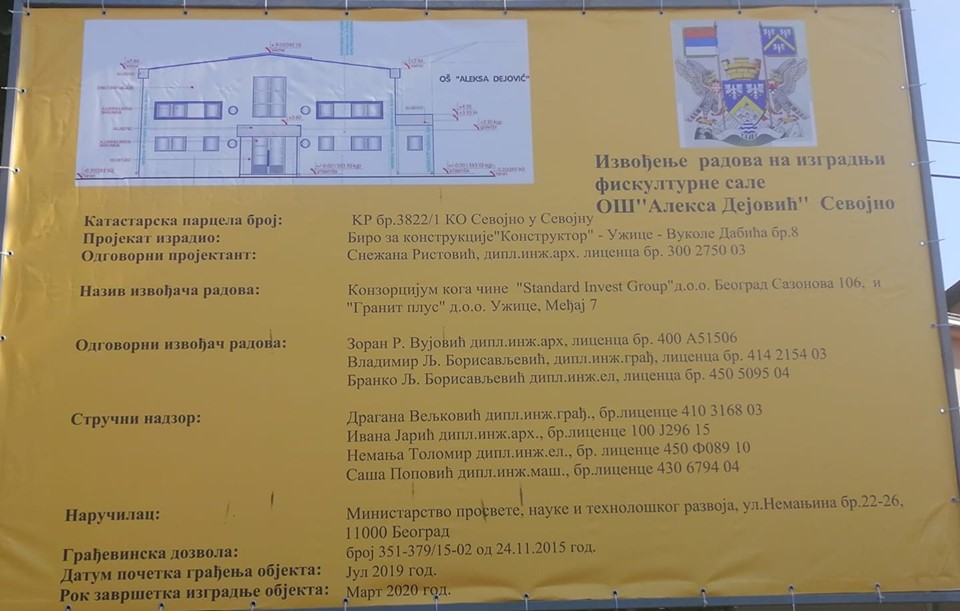 ОŠ "ALEKSA DEJOVIĆ"
Извођење радова на изградњи
фискултурне сале
ОШ"Алекса Дејовић" Севојно
Катастарска парцела број: KP бр.3822/1 КО Севојно у Севојну
Пројекат израдио: Биро за конструкције"Конструктор" - Ужице - Вуколе Дабића бр.8
Одговорни пројектант: Снежана Ристовић, дипл.инж.арх. лиценца бр. 300 2750 03
Назив извођача радова: Конзорцијум кога чине "Standard Invest Group"д.о.о. Београд Сазонова 106, и
"Гранит плус" д.о.о. Ужице, Међај 7
Одговорни извођач радова: Зоран Р. Вујовић дипл.инж.арх, лиценца бр. 400 А51506
Владимир Љ. Борисављевић, дипл.инж.грађ, лиценца бр. 414 2154 03
Бранко Љ. Борисављевић дипл.инж.ел, лиценца бр. 450 5095 04
Стручни надзор: Драгана Вељковић дипл.инж.грађ., бр.лиценце 410 3168 03
Ивана Јарић дипл.инж.арх., бр.лиценце 100 Ј296 15
Немања Толомир дипл.инж.ел., бр. лиценце 450 Ф089 10
Саша Поповић дипл.инж.маш., бр.лиценце 430 6794 04
Наручилац: Министарство просвете, науке и технолошког развоја, ул.Немањина бр.22-26,
11000 Београд
Грађевинска дозвола: број 351-379/15-02 од 24.11.2015 год.
Датум почетка грађења објекта: Јул 2019 год.
Рок завршетка изградње објекта: Март 2020 год.